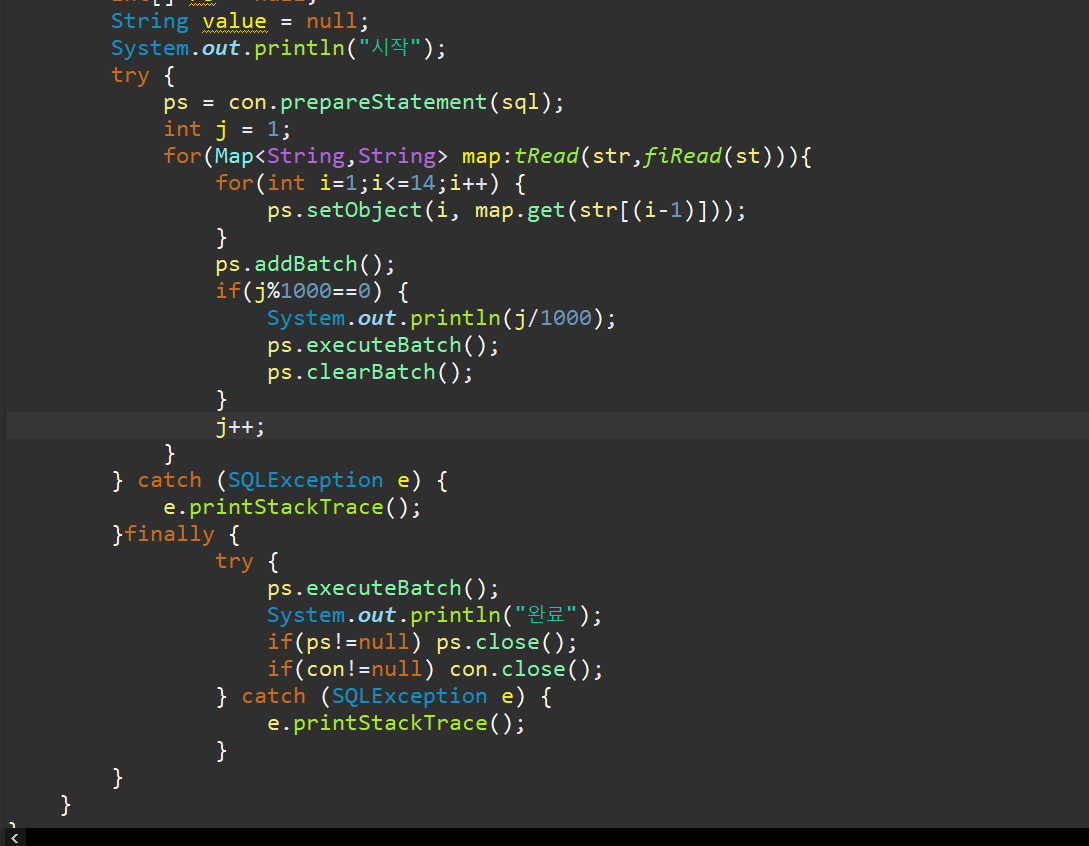 String value = null;
System.out.println("시작");
try {
ps = con.prepareStatement(sql);
int j = 1;
for(Map<String,String> map:tRead(str,fiRead(st))){
for(int i=1;i<=14;i++) {
ps.setObject(i, map.get(str[(i-1)]));
}
ps.addBatch();
if(j%1000==0) {
System.out.println(j/1000);
ps.executeBatch();
ps.clearBatch();
}
j++;
}
} catch (SQLException e) {
e.printStackTrace();
}finally {
try {
ps.executeBatch();
System.out.println("완료");
if(ps!=null) ps.close();
if(con!=null) con.close();
} catch (SQLException e) {
e.printStackTrace();
}
}
}